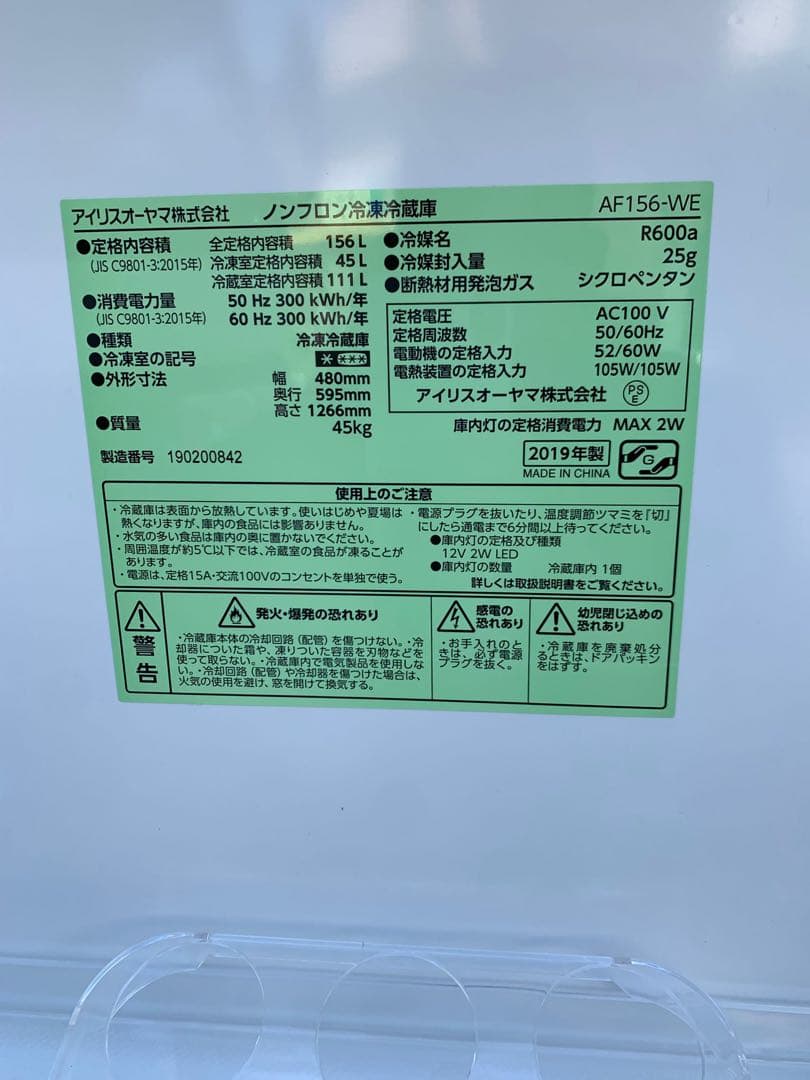 アイリスオーヤマ株式会社 ノンフロン冷凍冷蔵庫 AF156-WE
●定格内容積 全定格内容積 156 L
(JIS C9801-3:2015年) 冷凍室定格内容積 45 L
冷蔵室定格内容積 111 L
●消費電力量 50 Hz 300 kWh/年
(JIS C9801-3:2015年) 60 Hz 300 kWh/年
●種類 冷凍冷蔵庫
●冷凍室の記号
●外形寸法 幅 480mm
奥行 595mm
高さ 1266mm
●質量 45kg
製造番号 190200842
●冷媒名 R600a
●冷媒封入量 25g
●断熱材用発泡ガス シクロペンタン
定格電圧 AC100 V
定格周波数 50/60Hz
電動機の定格入力 52/60W
電熱装置の定格入力 105W/105W
アイリスオーヤマ株式会社 PS E
庫内灯の定格消費電力 MAX 2W
2019年製
MADE IN CHINA
G
使用上のご注意
・冷蔵庫は表面から放熱しています。使いはじめや夏場は
熱くなりますが、庫内の食品には影響ありません。
・水気の多い食品は庫内の奥に置かないでください。
・周囲温度が約5℃以下では、冷蔵室の食品が凍ることが
あります。
・電源は、定格15A・交流100Vのコンセントを単独で使う。
・電源プラグを抜いたり、温度調節ツマミを「切」
にしたら通電まで6分間以上待ってください。
●庫内灯の定格及び種類
12V 2W LED
●庫内灯の数量 冷蔵庫内 1個
詳しくは取扱説明書をご覧ください。
警告
発火・爆発の恐れあり
・冷蔵庫本体の冷却回路(配管)を傷つけない。・冷
却器についた霜や、凍りついた容器を刃物などを
使って取らない。・冷蔵庫内で電気製品を使用しな
い。・冷却回路(配管)や冷却器を傷つけた場合は、
火気の使用を避け、窓を開けて換気する。
感電の
恐れあり
・お手入れのと
きは、必ず電源
プラグを抜く。
幼児閉じ込めの
恐れあり
・冷蔵庫を廃棄処分
るときは、ドアパッキン
をはずす。